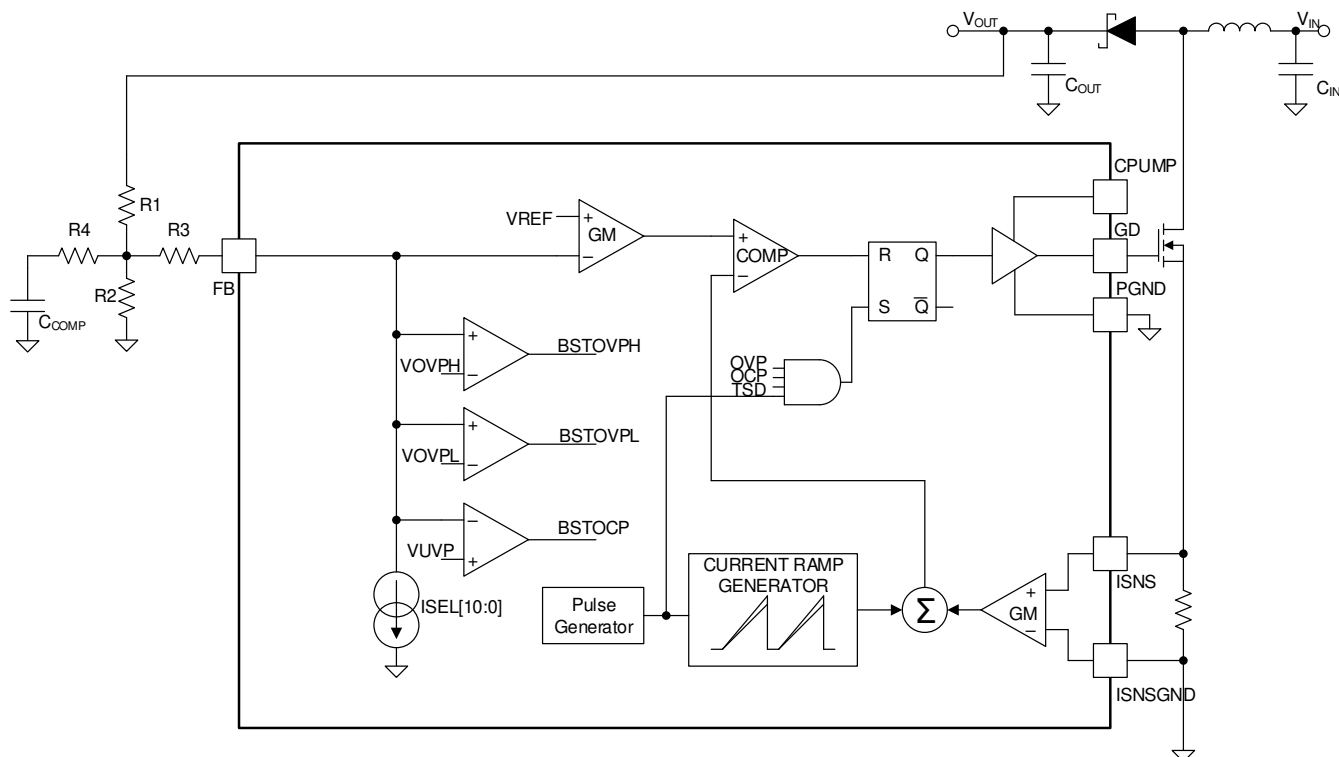 VOUT
VIN
COUT
CIN
CPUMP
R1
R4
R3
VREF
+
GM
−
+
COMP
−
R Q
S Q̅
GD
FB
R2
CCOMP
PGND
+
VOVPH
−
BSTOVPH
OVP
OCP
TSD
+
VOVPL
−
BSTOVPL
−
VUVP
+
BSTOCP
ISEL[10:0]
Pulse
Generator
CURRENT RAMP
GENERATOR
Σ
+
GM
−
ISNS
ISNSGND